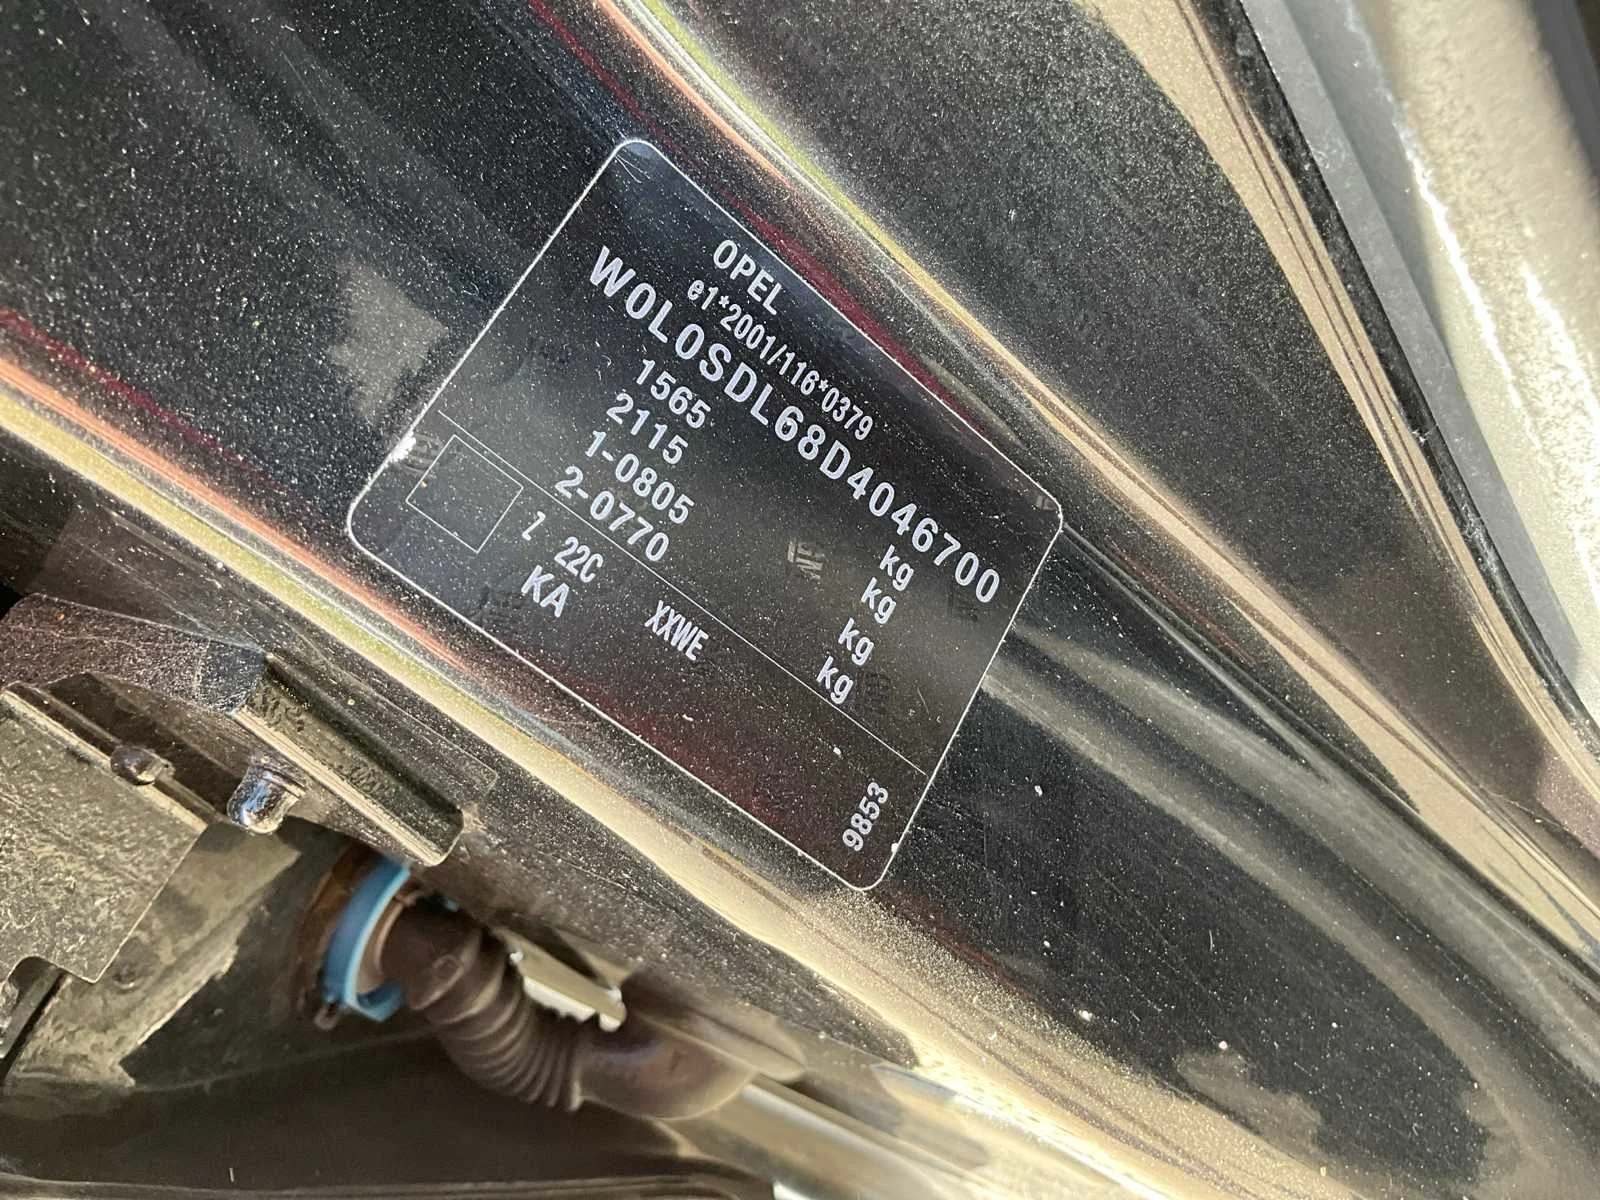 OPEL
e1*2001/116*0379
W0L0SDL68D4046700
1565 kg
2115 kg
1-0805 kg
2-0770 kg
Z 22C XXWE
KA
9853